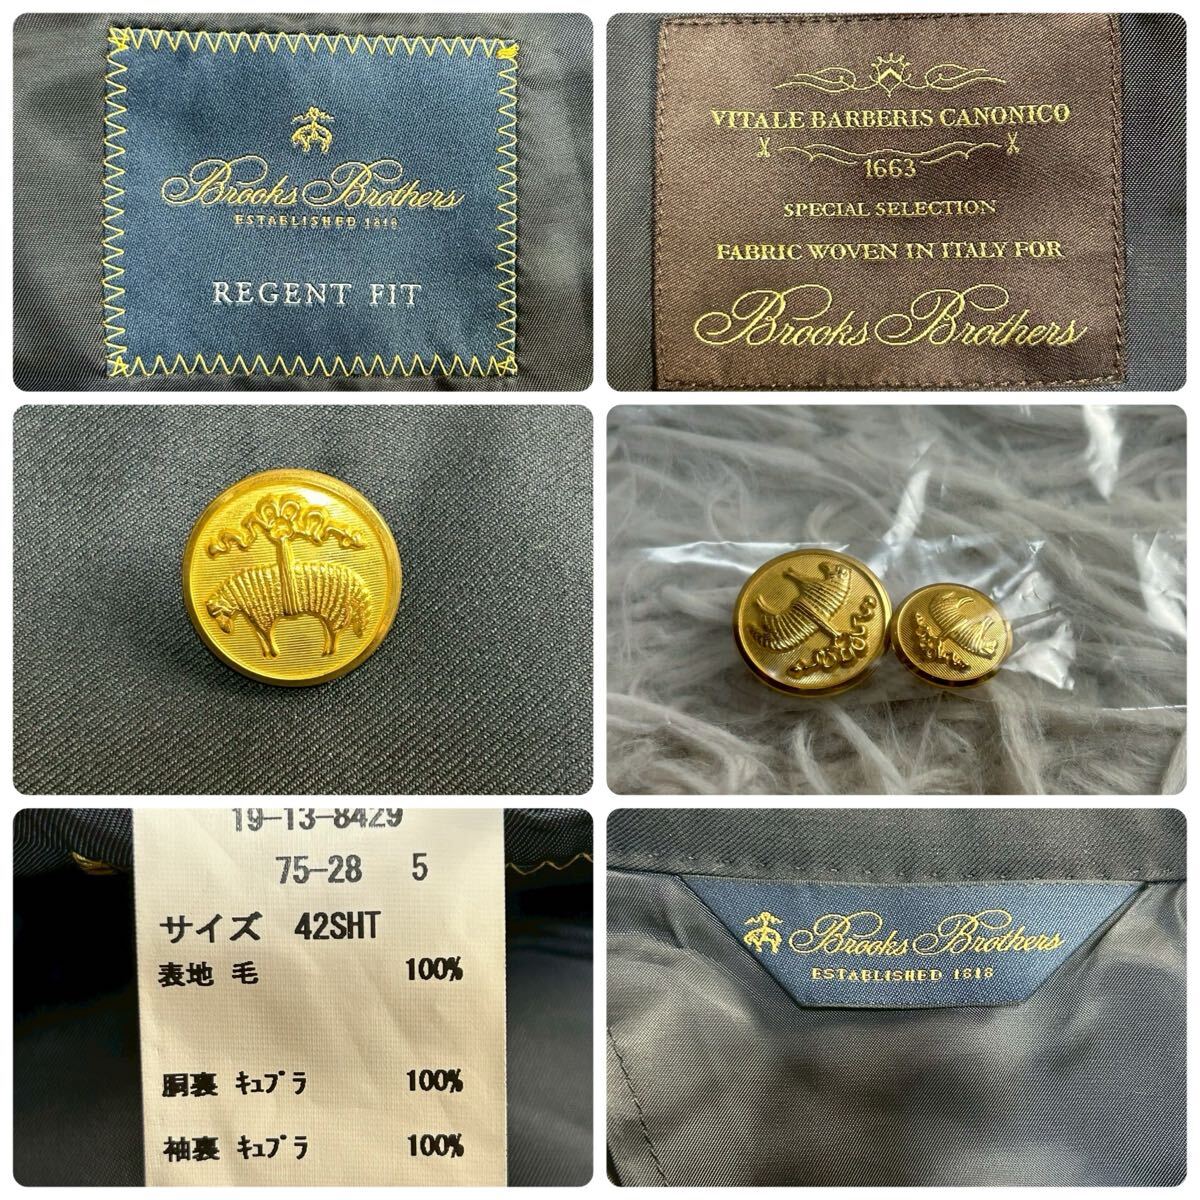 Brooks Brothers
ESTABLISHED 1818
REGENT FIT
VITALE BARBERIS CANONICO
1663
SPECIAL SELECTION
FABRIC WOVEN IN ITALY FOR
Brooks Brothers
19-13-8429
75-28 5
サイズ 42SHT
表地 毛 100%
胴裏 ｷｭﾌﾟﾗ 100%
袖裏 ｷｭﾌﾟﾗ 100%
Brooks Brothers
ESTABLISHED 1818